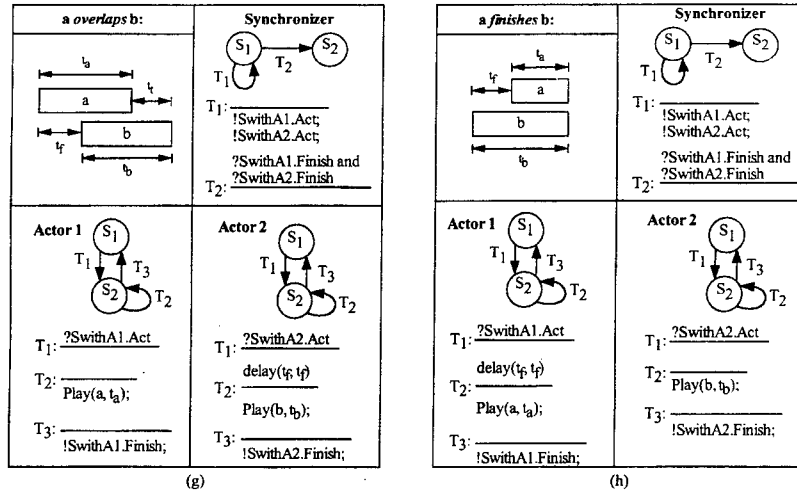 a overlaps b:
Synchronizer
S1
S2
T1
T2
ta
a
tf
tf
b
tb
T1:
!SwithA1.Act;
!SwithA2.Act;
?SwithA1.Finish and
?SwithA2.Finish
T2:
Actor 1
S1
T1
T3
S2
T2
T1: ?SwithA1.Act
T2:
Play(a, ta);
T3:
!SwithA1.Finish;
Actor 2
S1
T1
T3
S2
T2
T1: ?SwithA2.Act
delay(tf, tf)
T2:
Play(b, tb);
T3:
!SwithA2.Finish;
(g)
a finishes b:
Synchronizer
S1
S2
T1
T2
ta
tf
a
b
tb
T1:
!SwithA1.Act;
!SwithA2.Act;
?SwithA1.Finish and
?SwithA2.Finish
T2:
Actor 1
S1
T1
T3
S2
T2
T1: ?SwithA1.Act
delay(tf, tf)
T2:
Play(a, ta);
T3:
!SwithA1.Finish;
Actor 2
S1
T1
T3
S2
T2
T1: ?SwithA2.Act
T2:
Play(b, tb);
T3:
!SwithA2.Finish;
(h)